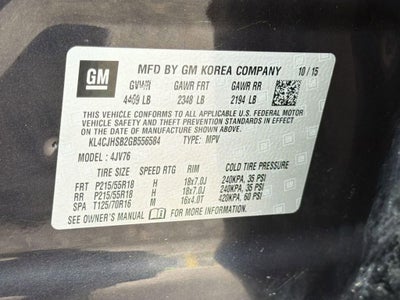 GM
MFD BY GM KOREA COMPANY 10 / 15
GVWR GAWR FRT GAWR RR
4469 LB 2348 LB 2194 LB
THIS VEHICLE CONFORMS TO ALL APPLICABLE U.S. FEDERAL MOTOR
VEHICLE SAFETY, BUMPER, AND THEFT PREVENTION STANDARDS
IN EFFECT ON THE DATE OF MANUFACTURE SHOWN ABOVE.
KL4CJHSB2GB556584 TYPE: MPV
MODEL : 4JV76
TIRE SIZE SPEED RTG RIM COLD TIRE PRESSURE
FRT P215/55R18 H 18x7.0J 240KPA, 35 PSI
RR P215/55R18 H 18x7.0J 240KPA, 35 PSI
SPA T125/70R16 M 16x4.0T 420KPA, 60 PSI
SEE OWNER'S MANUAL FOR MORE INFORMATION.